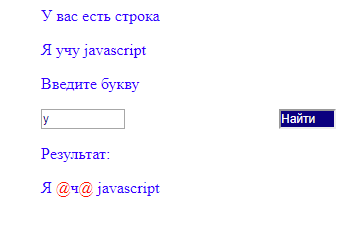 У вас есть строка
Я учу javascript
Введите букву
у Найти
Результат:
Я @ч@ javascript